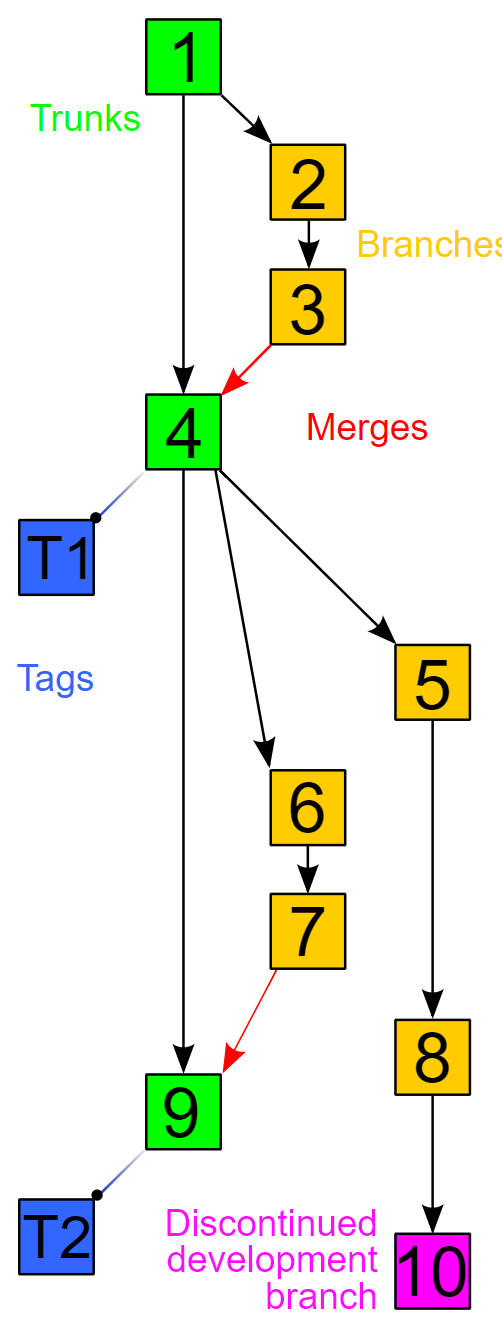 1
Trunks
2
Branches
3
4
Merges
T1
Tags
5
6
7
8
9
T2
Discontinued
development
branch
10